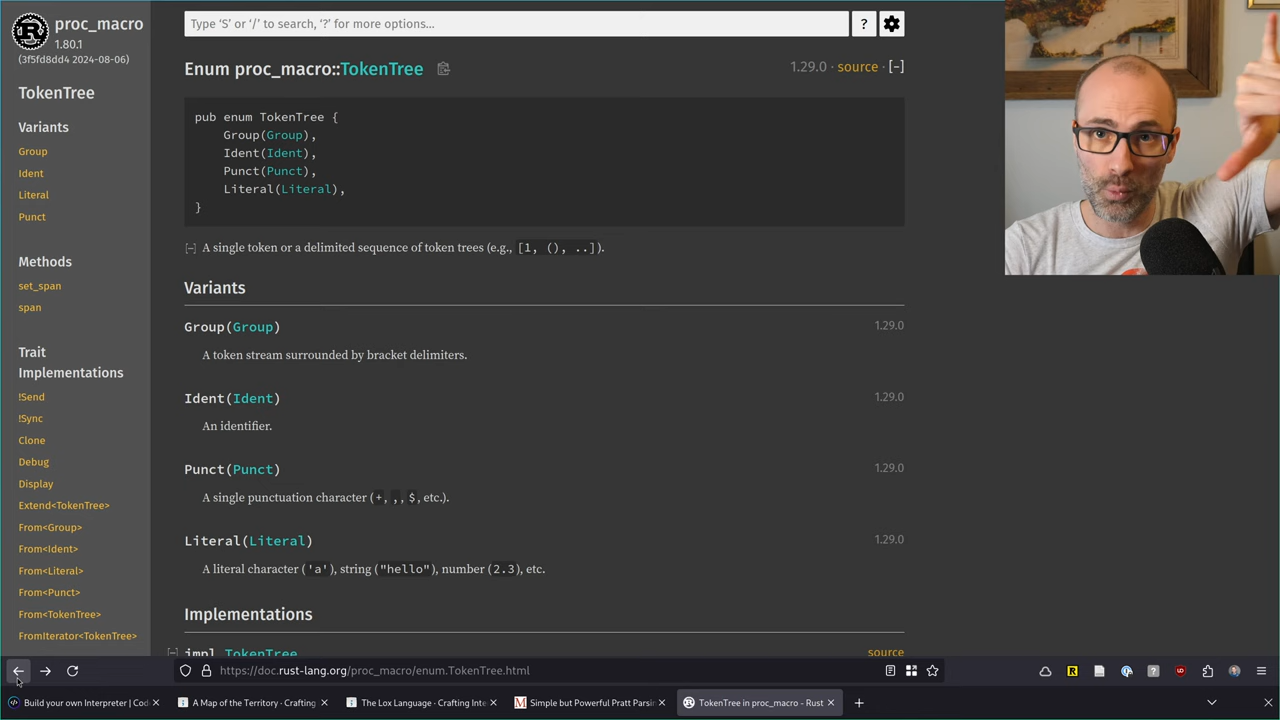 proc_macro
1.80.1
(3f5fd8dd4 2024-08-06)
TokenTree
Variants
Group
Ident
Literal
Punct
Methods
set_span
span
Trait
Implementations
!Send
!Sync
Clone
Debug
Display
Extend<TokenTree>
From<Group>
From<Ident>
From<Literal>
From<Punct>
From<TokenTree>
FromIterator<TokenTree>
Type ‘S’ or ‘/’ to search, ‘?’ for more options…
?
Enum proc_macro::TokenTree
1.29.0 · source · [−]
pub enum TokenTree {
Group(Group),
Ident(Ident),
Punct(Punct),
Literal(Literal),
}
[−] A single token or a delimited sequence of token trees (e.g., [1, (), ..]).
Variants
Group(Group) 1.29.0
A token stream surrounded by bracket delimiters.
Ident(Ident) 1.29.0
An identifier.
Punct(Punct) 1.29.0
A single punctuation character (+, ,, $, etc.).
Literal(Literal) 1.29.0
A literal character ('a'), string ("hello"), number (2.3), etc.
Implementations
impl TokenTree source
https://doc.rust-lang.org/proc_macro/enum.TokenTree.html
Build your own Interpreter | Cod
A Map of the Territory · Crafting
The Lox Language · Crafting Inte
Simple but Powerful Pratt Parsin
TokenTree in proc_macro - Rust